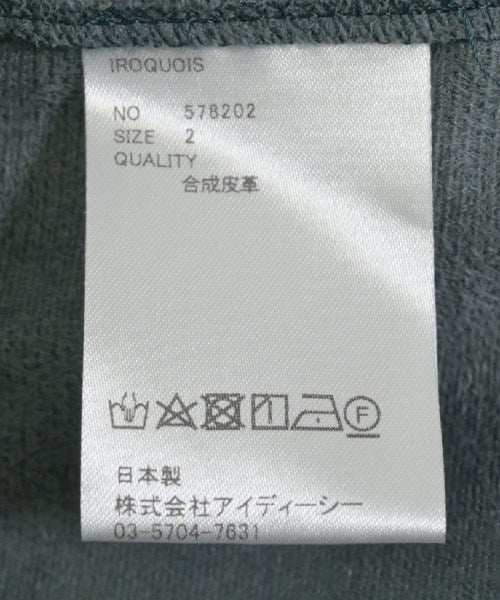 IROQUOIS
NO 578202
SIZE 2
QUALITY
合成皮革
F
日本製
株式会社アイディーシー
03-5704-7631